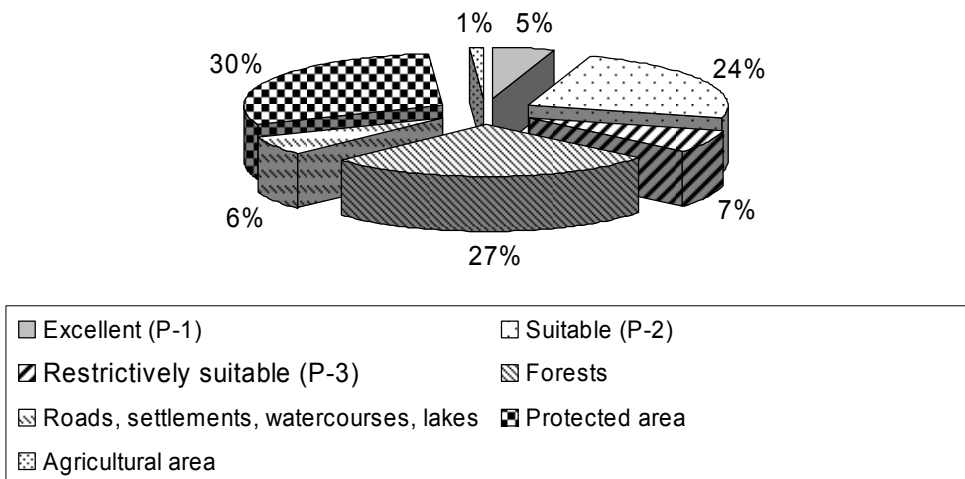 1% 5%
30% 24%
6% 7%
27%
Excellent (P-1) Suitable (P-2)
Restrictively suitable (P-3) Forests
Roads, settlements, watercourses, lakes Protected area
Agricultural area